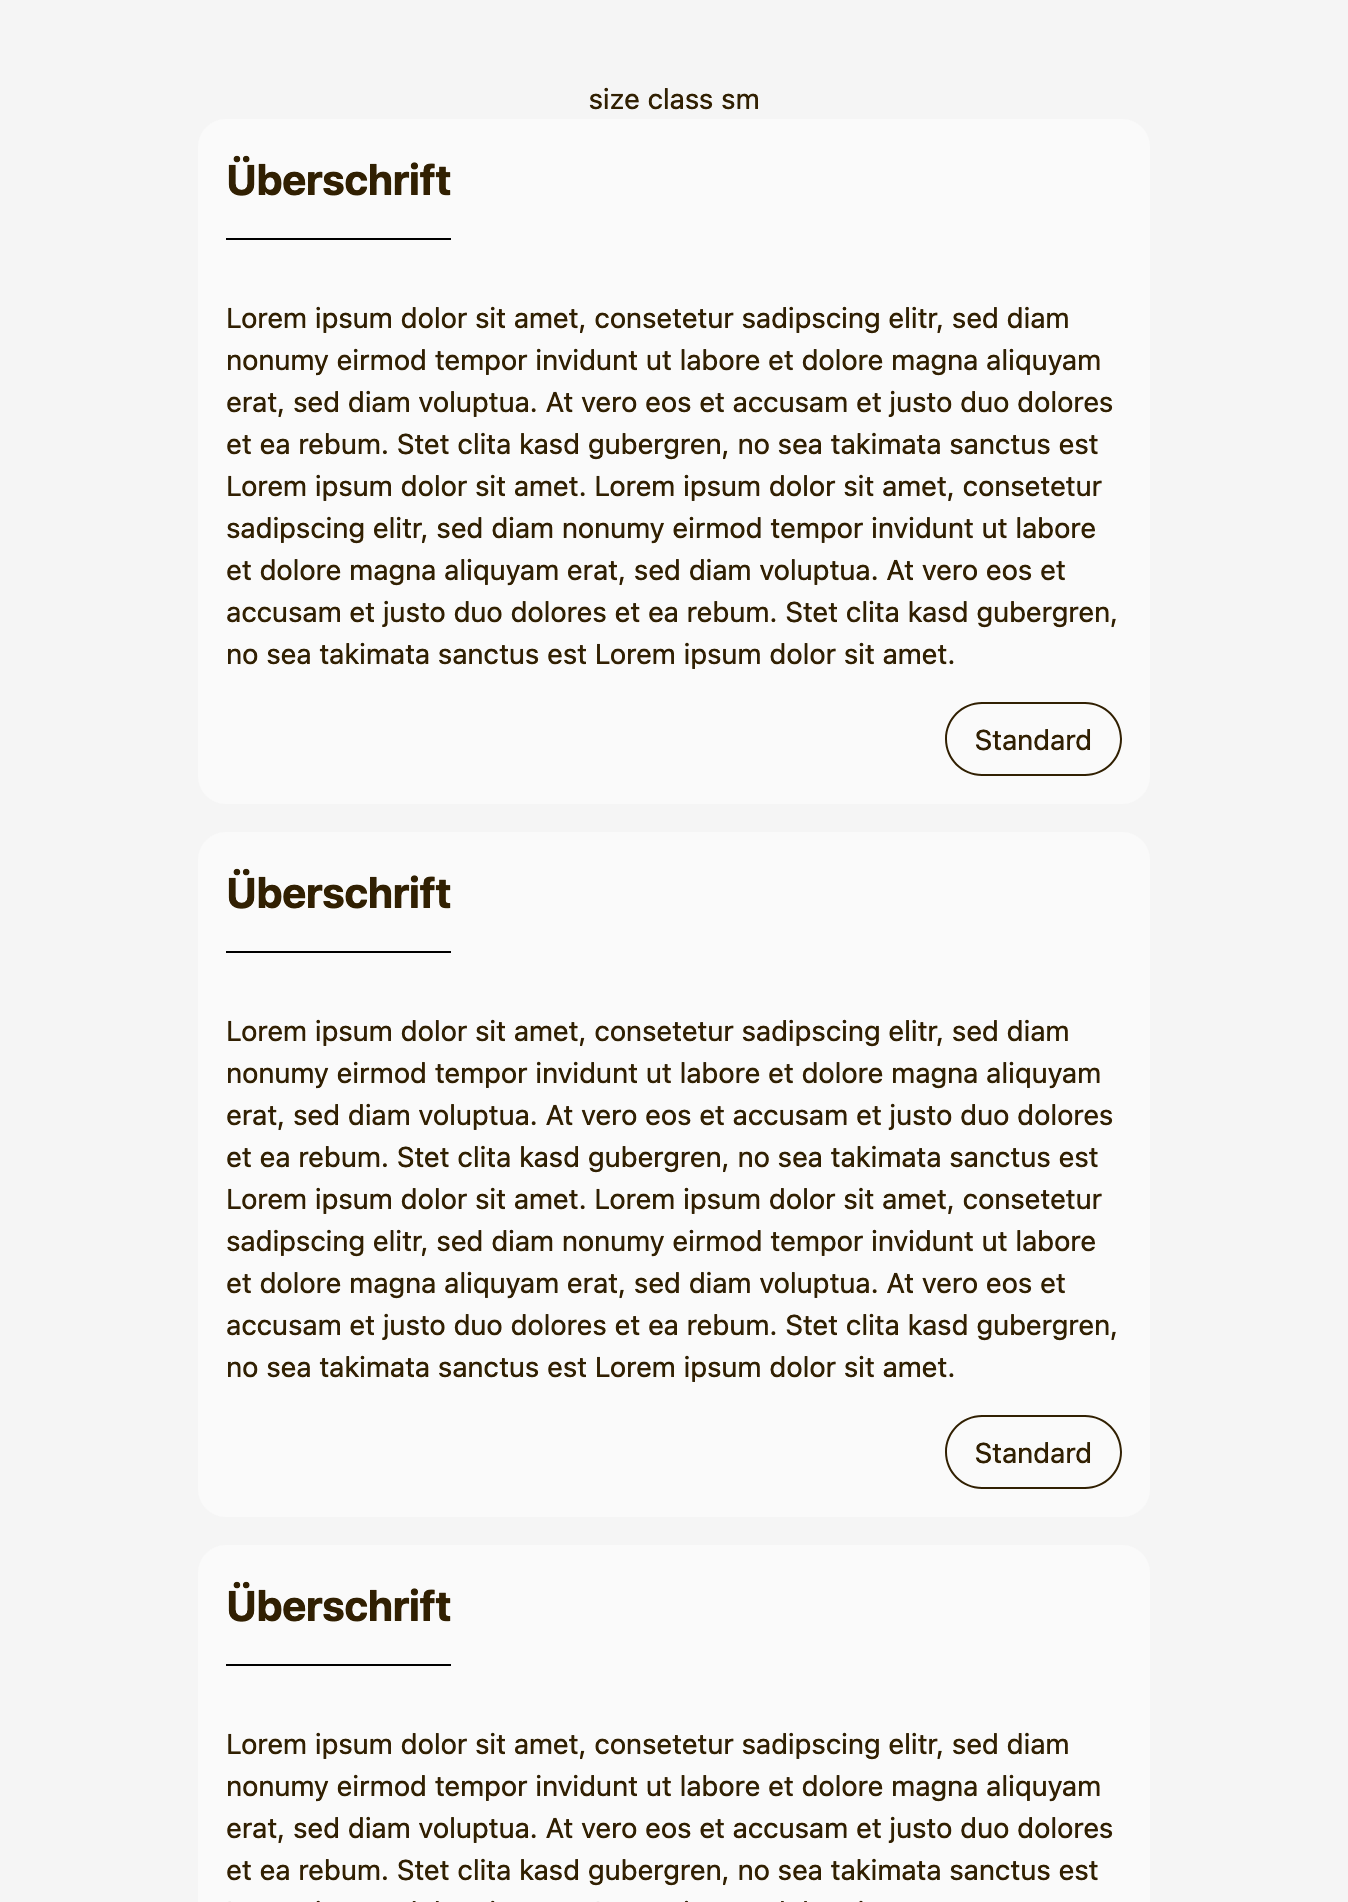 size class sm
Überschrift
Lorem ipsum dolor sit amet, consetetur sadipscing elitr, sed diam
nonumy eirmod tempor invidunt ut labore et dolore magna aliquyam
erat, sed diam voluptua. At vero eos et accusam et justo duo dolores
et ea rebum. Stet clita kasd gubergren, no sea takimata sanctus est
Lorem ipsum dolor sit amet. Lorem ipsum dolor sit amet, consetetur
sadipscing elitr, sed diam nonumy eirmod tempor invidunt ut labore
et dolore magna aliquyam erat, sed diam voluptua. At vero eos et
accusam et justo duo dolores et ea rebum. Stet clita kasd gubergren,
no sea takimata sanctus est Lorem ipsum dolor sit amet.
Standard
Überschrift
Lorem ipsum dolor sit amet, consetetur sadipscing elitr, sed diam
nonumy eirmod tempor invidunt ut labore et dolore magna aliquyam
erat, sed diam voluptua. At vero eos et accusam et justo duo dolores
et ea rebum. Stet clita kasd gubergren, no sea takimata sanctus est
Lorem ipsum dolor sit amet. Lorem ipsum dolor sit amet, consetetur
sadipscing elitr, sed diam nonumy eirmod tempor invidunt ut labore
et dolore magna aliquyam erat, sed diam voluptua. At vero eos et
accusam et justo duo dolores et ea rebum. Stet clita kasd gubergren,
no sea takimata sanctus est Lorem ipsum dolor sit amet.
Standard
Überschrift
Lorem ipsum dolor sit amet, consetetur sadipscing elitr, sed diam
nonumy eirmod tempor invidunt ut labore et dolore magna aliquyam
erat, sed diam voluptua. At vero eos et accusam et justo duo dolores
et ea rebum. Stet clita kasd gubergren, no sea takimata sanctus est